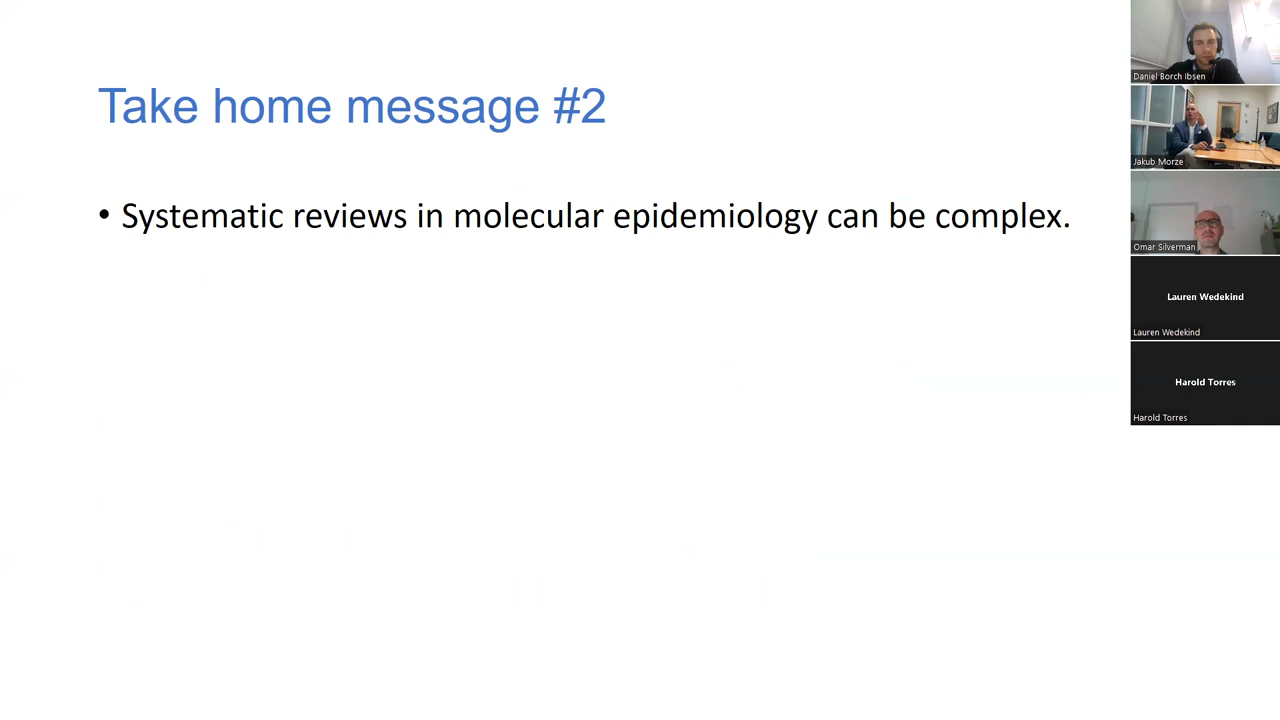 Take home message #2
• Systematic reviews in molecular epidemiology can be complex.
Daniel Borch Ibsen
Jakub Morze
Omar Silverman
Lauren Wedekind
Lauren Wedekind
Harold Torres
Harold Torres